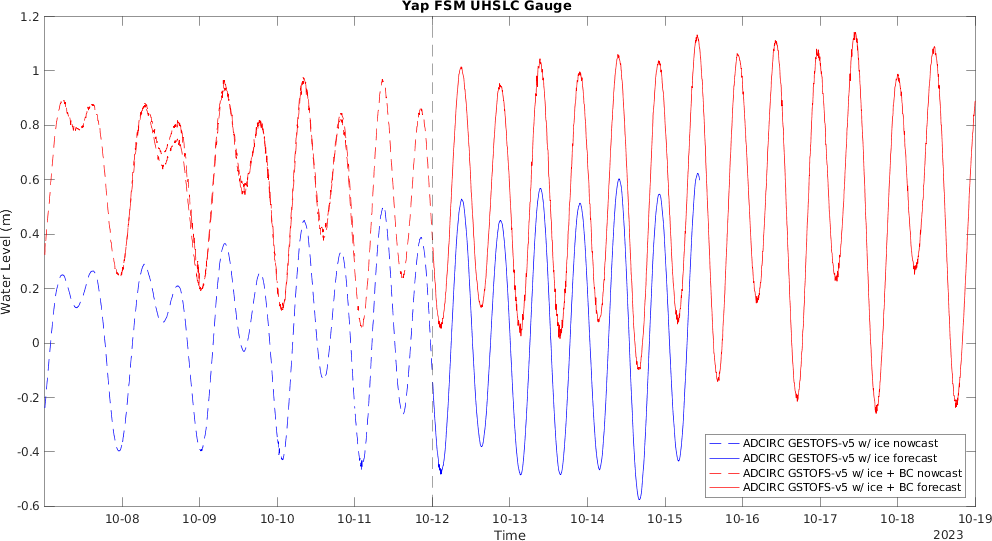 Yap FSM UHSLC Gauge
1.2
1
0.8
0.6
0.4
0.2
0
-0.2
-0.4
-0.6
Water Level (m)
ADCIRC GESTOFS-v5 w/ ice nowcast
ADCIRC GESTOFS-v5 w/ ice forecast
ADCIRC GSTOFS-v5 w/ ice + BC nowcast
ADCIRC GSTOFS-v5 w/ ice + BC forecast
10-08 10-09 10-10 10-11 10-12 10-13 10-14 10-15 10-16 10-17 10-18 10-19
Time 2023